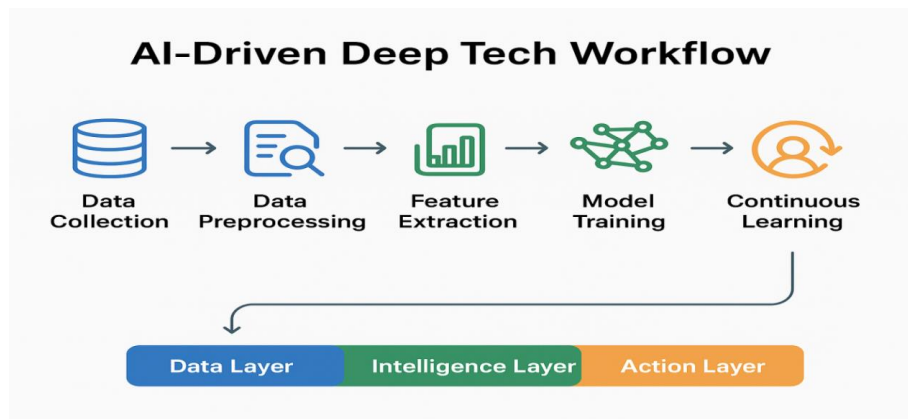 AI-Driven Deep Tech Workflow
Data
Collection
Data
Preprocessing
Feature
Extraction
Model
Training
Continuous
Learning
Data Layer
Intelligence Layer
Action Layer